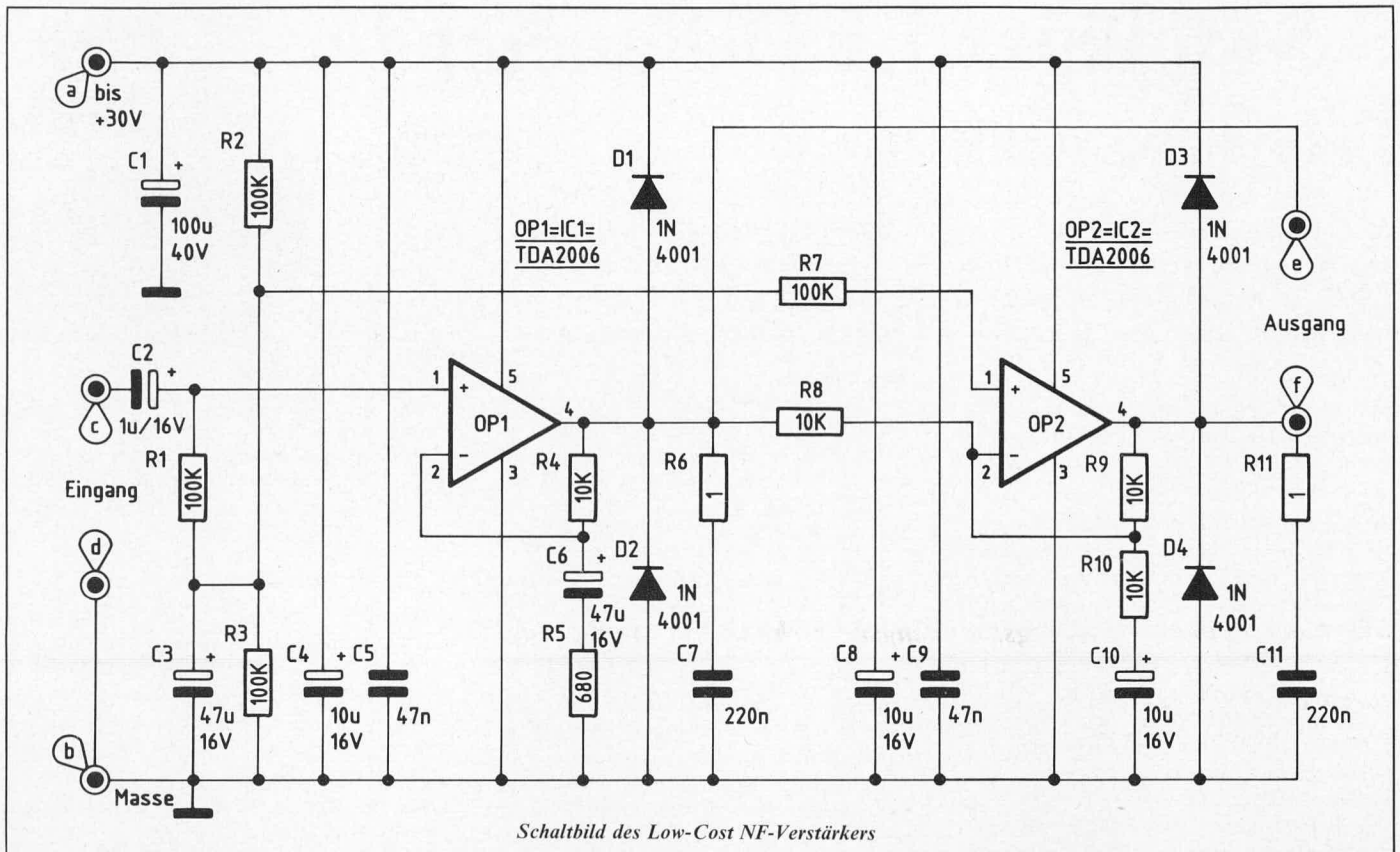 a
bis
+30V
C1
+
100u
40V
R2
100K
D1
1N
4001
OP1=IC1=
TDA2006
D3
1N
4001
OP2=IC2=
TDA2006
e
R7
100K
Ausgang
C2
+
c
1u/16V
R1
100K
1
+
5
OP1
4
2
-
3
R4
10K
R6
1
R8
10K
1
+
5
OP2
4
2
-
3
R9
10K
f
R11
1
Eingang
d
C6
+
47u
16V
D2
1N
4001
R10
10K
D4
1N
4001
C3
+
47u
16V
R3
100K
C4
+
10u
16V
C5
47n
R5
680
C7
220n
C8
+
10u
16V
C9
47n
C10
+
10u
16V
C11
220n
b
Masse
Schaltbild des Low-Cost NF-Verstärkers